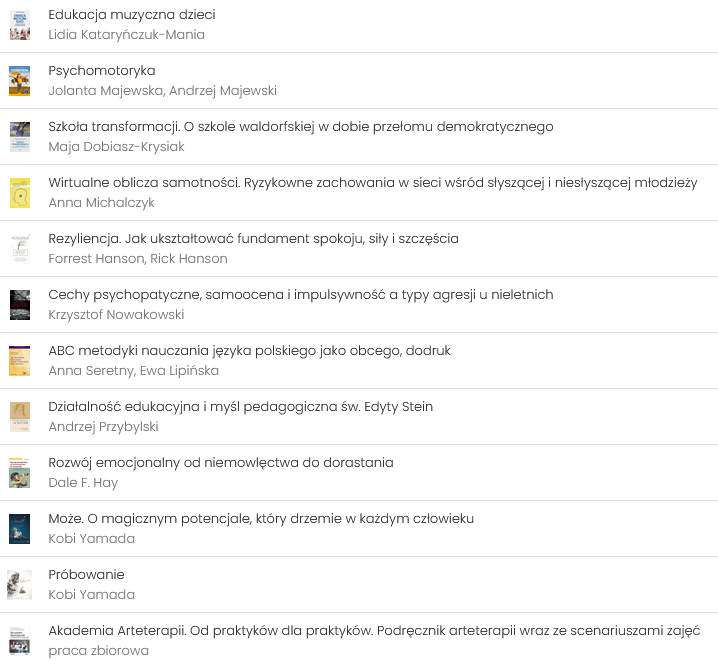 Edukacja muzyczna dzieci
Lidia Kataryńczuk-Mania
Psychomotoryka
Jolanta Majewska, Andrzej Majewski
Szkoła transformacji. O szkole waldorfskiej w dobie przełomu demokratycznego
Maja Dobiasz-Krysiak
Wirtualne oblicza samotności. Ryzykowne zachowania w sieci wśród słyszącej i niesłyszącej młodzieży
Anna Michalczyk
Rezyliencja. Jak ukształtować fundament spokoju, siły i szczęścia
Forrest Hanson, Rick Hanson
Cechy psychopatyczne, samoocena i impulsywność a typy agresji u nieletnich
Krzysztof Nowakowski
ABC metodyki nauczania języka polskiego jako obcego, dodruk
Anna Seretny, Ewa Lipińska
Działalność edukacyjna i myśl pedagogiczna św. Edyty Stein
Andrzej Przybylski
Rozwój emocjonalny od niemowlęctwa do dorastania
Dale F. Hay
Może. O magicznym potencjale, który drzemie w każdym człowieku
Kobi Yamada
Próbowanie
Kobi Yamada
Akademia Arteterapii. Od praktyków dla praktyków. Podręcznik arteterapii wraz ze scenariuszami zajęć
praca zbiorowa